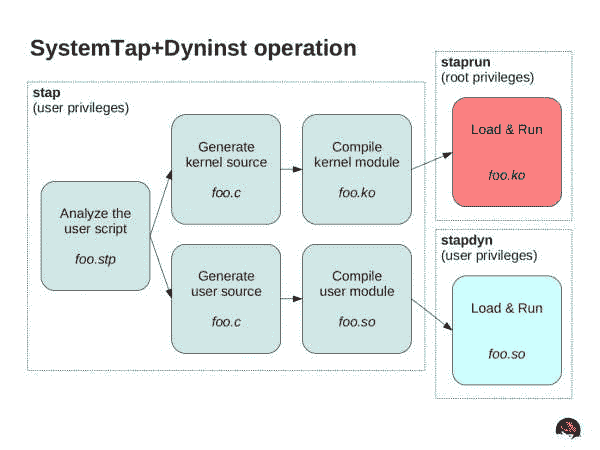 SystemTap+Dyninst operation
stap
(user privileges)
Analyze the
user script
foo.stp
Generate
kernel source
foo.c
Compile
kernel module
foo.ko
Generate
user source
foo.c
Compile
user module
foo.so
staprun
(root privileges)
Load & Run
foo.ko
stapdyn
(user privileges)
Load & Run
foo.so